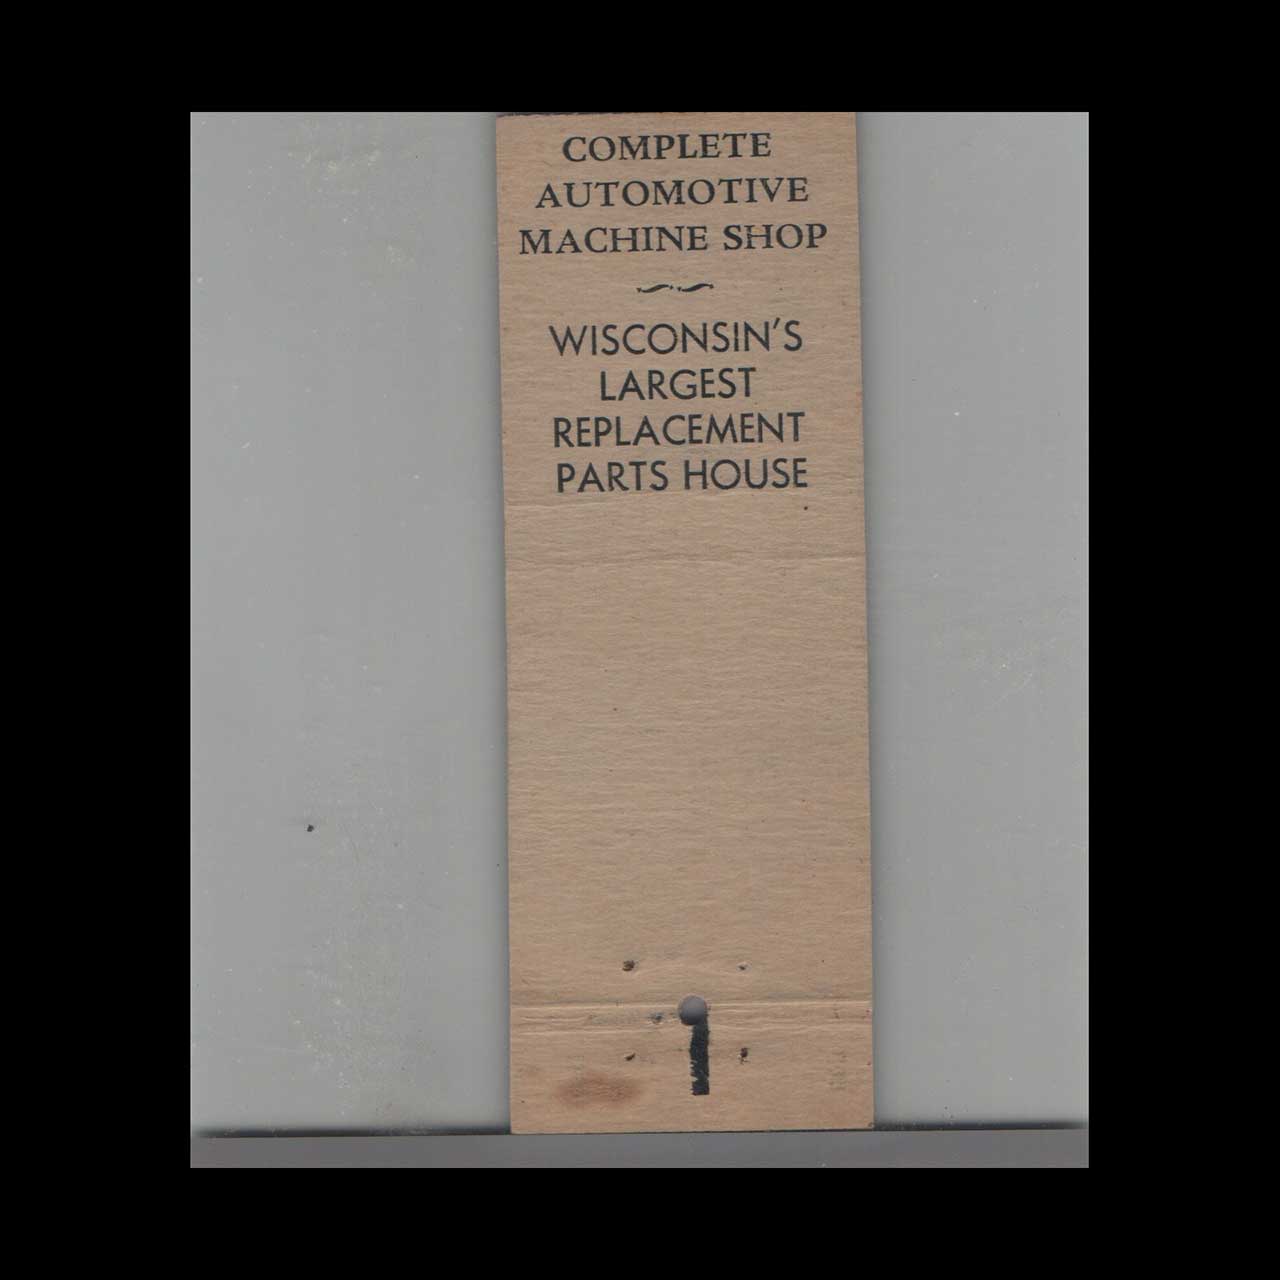 COMPLETE
AUTOMOTIVE
MACHINE SHOP
WISCONSIN'S
LARGEST
REPLACEMENT
PARTS HOUSE